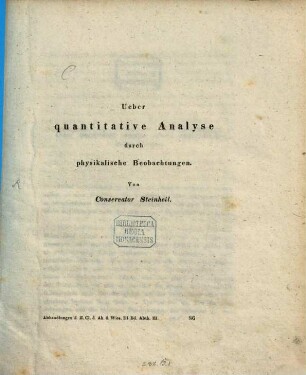 Ueber
quantitative Analyse
durch
physikalische Beobachtungen.
Von
Conservator Steinheil.
BIBLIOTHECA
REGIA
MONACENSIS
Abhandlungen d. II. Cl. d. Ak. d. Wiss. III. Bd. Abth. III.